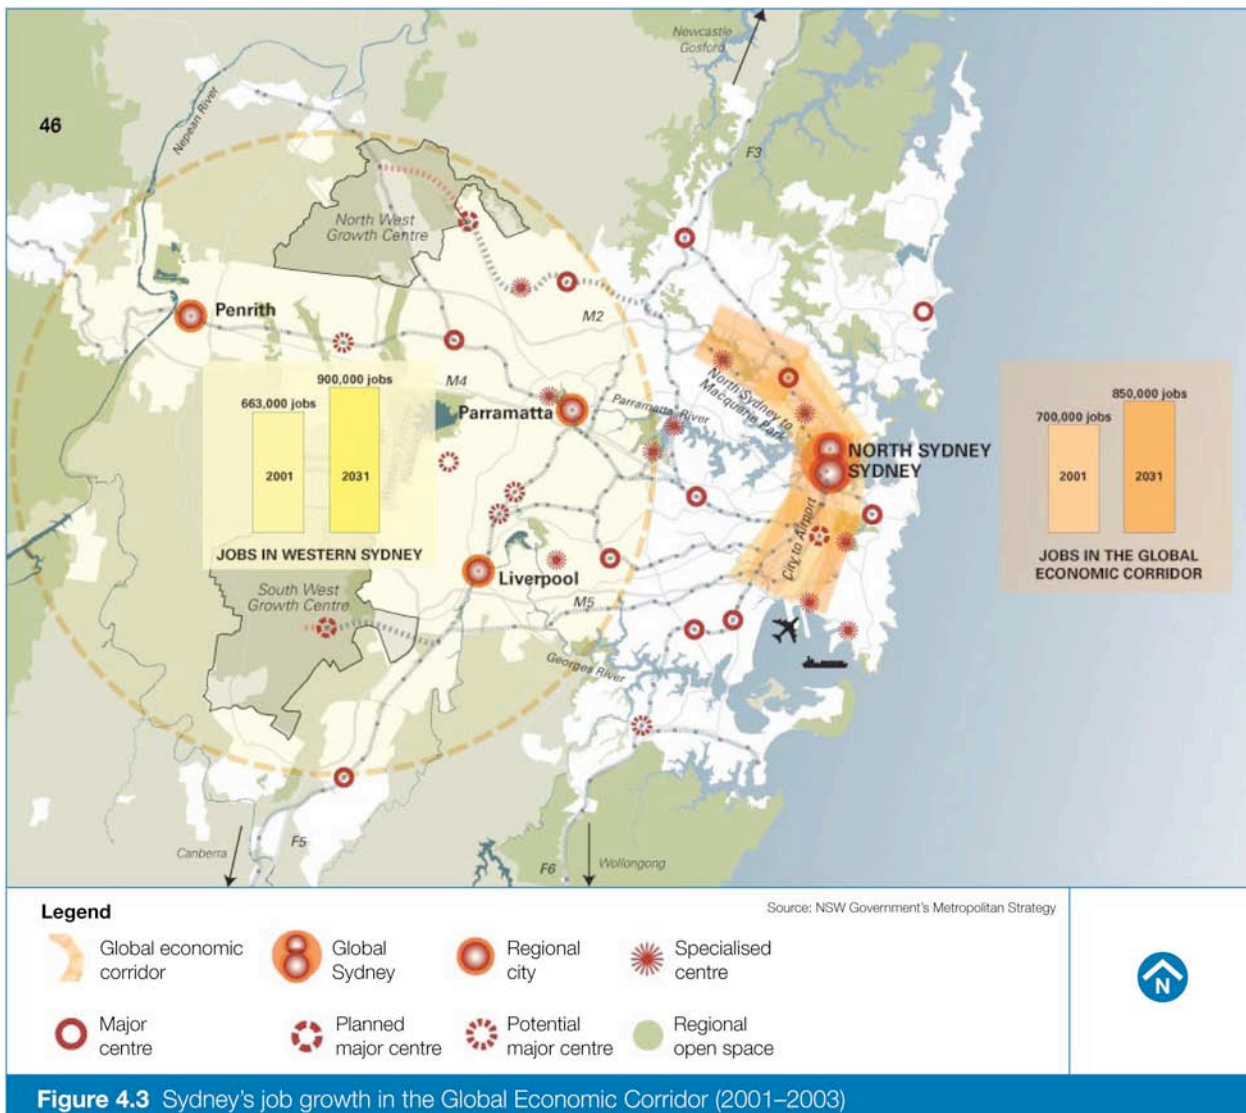 Newcastle
Gosford
46
Nepean River
F3
North West
Growth Centre
Penrith
M2
900,000 jobs
663,000 jobs
M4
Parramatta
Parramatta River
North Sydney to
Macquarie Park
850,000 jobs
700,000 jobs
NORTH SYDNEY
SYDNEY
2001
2031
2001
2031
JOBS IN WESTERN SYDNEY
City to Airport
JOBS IN THE GLOBAL
ECONOMIC CORRIDOR
Liverpool
South West
Growth Centre
M5
Georges River
F5
Canberra
F6
Wollongong
Legend
Source: NSW Government's Metropolitan Strategy
Global economic
corridor
Global
Sydney
Regional
city
Specialised
centre
N
Major
centre
Planned
major centre
Potential
major centre
Regional
open space
Figure 4.3 Sydney's job growth in the Global Economic Corridor (2001–2003)